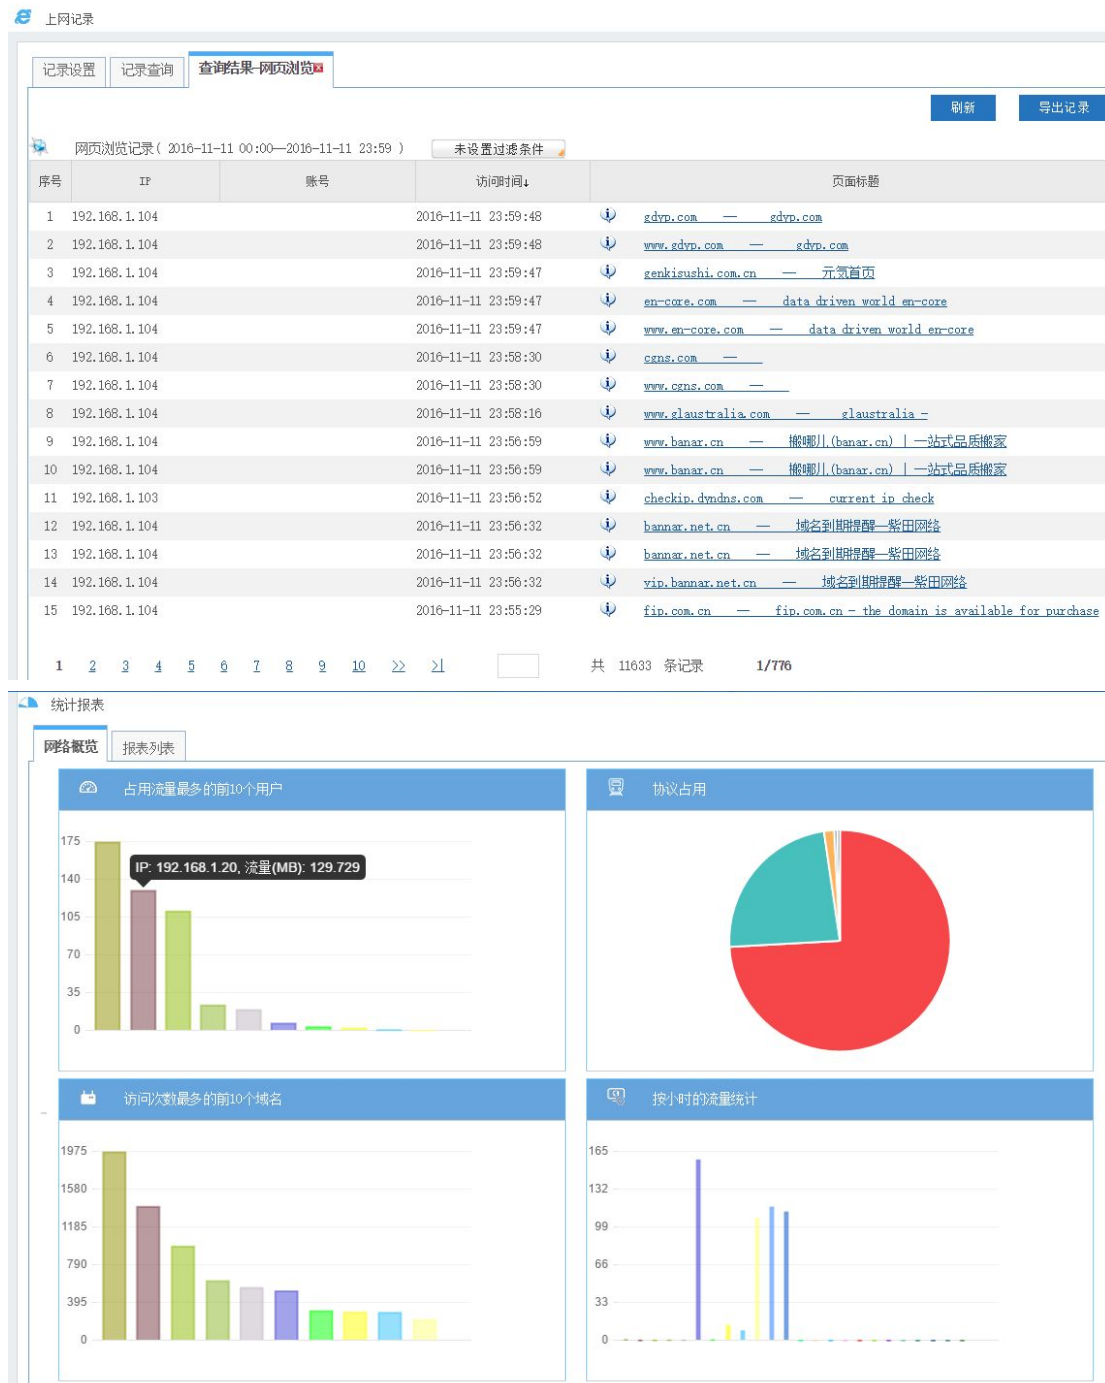 上网记录
记录设置 记录查询 查询结果-网页浏览
刷新 导出记录
网页浏览记录( 2016-11-11 00:00—2016-11-11 23:59 ) 未设置过滤条件
序号 IP 账号 访问时间↓ 页面标题
1 192.168.1.104 2016-11-11 23:59:48 gdyp.com — gdyp.com
2 192.168.1.104 2016-11-11 23:59:48 www.gdyp.com — gdyp.com
3 192.168.1.104 2016-11-11 23:59:47 genkisushi.com.cn — 元気首页
4 192.168.1.104 2016-11-11 23:59:47 en-core.com — data driven world en-core
5 192.168.1.104 2016-11-11 23:59:47 www.en-core.com — data driven world en-core
6 192.168.1.104 2016-11-11 23:58:30 cgns.com —
7 192.168.1.104 2016-11-11 23:58:30 www.cgns.com —
8 192.168.1.104 2016-11-11 23:58:16 www.glaustralia.com — glaustralia -
9 192.168.1.104 2016-11-11 23:56:59 www.banar.cn — 搬哪儿(banar.cn) | 一站式品质搬家
10 192.168.1.104 2016-11-11 23:56:59 www.banar.cn — 搬哪儿(banar.cn) | 一站式品质搬家
11 192.168.1.103 2016-11-11 23:56:52 checkip.dyndns.com — current ip check
12 192.168.1.104 2016-11-11 23:56:32 bannar.net.cn — 域名到期提醒—紫田网络
13 192.168.1.104 2016-11-11 23:56:32 bannar.net.cn — 域名到期提醒—紫田网络
14 192.168.1.104 2016-11-11 23:56:32 vip.bannar.net.cn — 域名到期提醒—紫田网络
15 192.168.1.104 2016-11-11 23:55:29 fip.com.cn — fip.com.cn - the domain is available for purchase
1 2 3 4 5 6 7 8 9 10 >> >| 共 11633 条记录 1/776
统计报表
网络概览 报表列表
占用流量最多的前10个用户
175
IP: 192.168.1.20, 流量(MB): 129.729
140
105
70
35
0
协议占用
访问次数最多的前10个域名
1975
1580
1185
790
395
0
按小时的流量统计
165
132
99
66
33
0